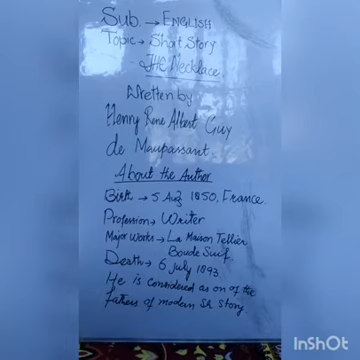 Sub → ENGLISH
Topic → Short Story
- THE Necklace
Written by
Henry Rene Albert Guy
de Maupassant
About the Author
Birth → 5 Aug 1850, France
Profession → Writer
Major Works → La Maison Tellier
Boude Suif
Death → 6 July 1893
He is considered as on of the
fathers of modern Sh Story
InShot